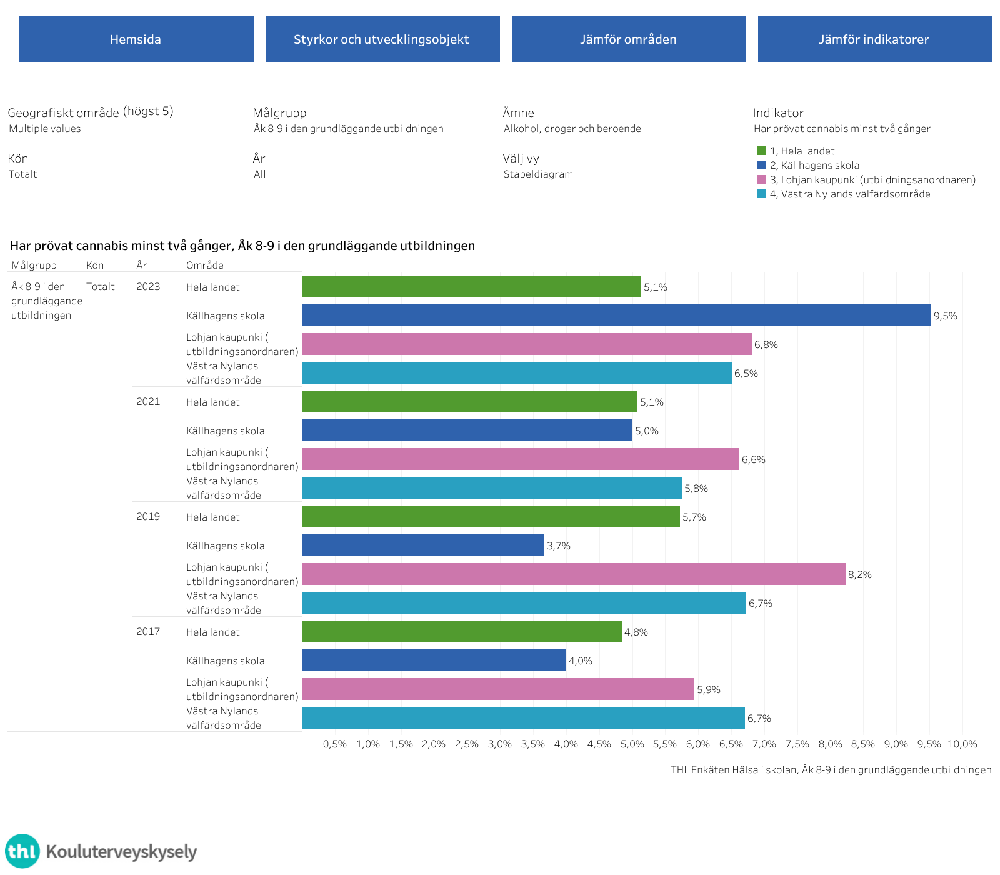 Hemsida
Styrkor och utvecklingsobjekt
Jämför områden
Jämför indikatorer
Geografiskt område (högst 5)
Multiple values
Målgrupp
Åk 8-9 i den grundläggande utbildningen
Ämne
Alkohol, droger och beroende
Indikator
Har prövat cannabis minst två gånger
Kön
Totalt
År
All
Välj vy
Stapeldiagram
1, Hela landet
2, Källhagens skola
3, Lohjan kaupunki (utbildningsanordnaren)
4, Västra Nylands välfärdsområde
Har prövat cannabis minst två gånger, Åk 8-9 i den grundläggande utbildningen
Målgrupp Kön År Område
Åk 8-9 i den
grundläggande
utbildningen
Totalt
2023
Hela landet
5,1%
Källhagens skola
9,5%
Lohjan kaupunki (
utbildningsanordnaren)
6,8%
Västra Nylands
välfärdsområde
6,5%
2021
Hela landet
5,1%
Källhagens skola
5,0%
Lohjan kaupunki (
utbildningsanordnaren)
6,6%
Västra Nylands
välfärdsområde
5,8%
2019
Hela landet
5,7%
Källhagens skola
3,7%
Lohjan kaupunki (
utbildningsanordnaren)
8,2%
Västra Nylands
välfärdsområde
6,7%
2017
Hela landet
4,8%
Källhagens skola
4,0%
Lohjan kaupunki (
utbildningsanordnaren)
5,9%
Västra Nylands
välfärdsområde
6,7%
0,5% 1,0% 1,5% 2,0% 2,5% 3,0% 3,5% 4,0% 4,5% 5,0% 5,5% 6,0% 6,5% 7,0% 7,5% 8,0% 8,5% 9,0% 9,5% 10,0%
THL Enkäten Hälsa i skolan, Åk 8-9 i den grundläggande utbildningen
thl Kouluterveyskysely